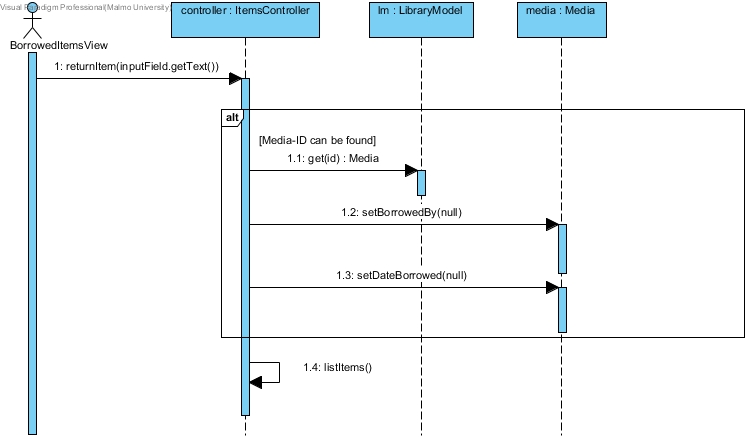 Visual Paradigm Professional(Malmo University)
controller : ItemsController
lm : LibraryModel
media : Media
BorrowedItemsView
1: returnItem(inputField.getText())
alt
[Media-ID can be found]
1.1: get(id) : Media
1.2: setBorrowedBy(null)
1.3: setDateBorrowed(null)
1.4: listItems()